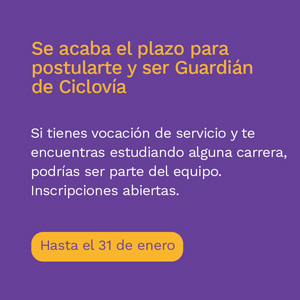 Se acaba el plazo para
postularte y ser Guardián
de Ciclovía
Si tienes vocación de servicio y te
encuentras estudiando alguna carrera,
podrías ser parte del equipo.
Inscripciones abiertas.
Hasta el 31 de enero